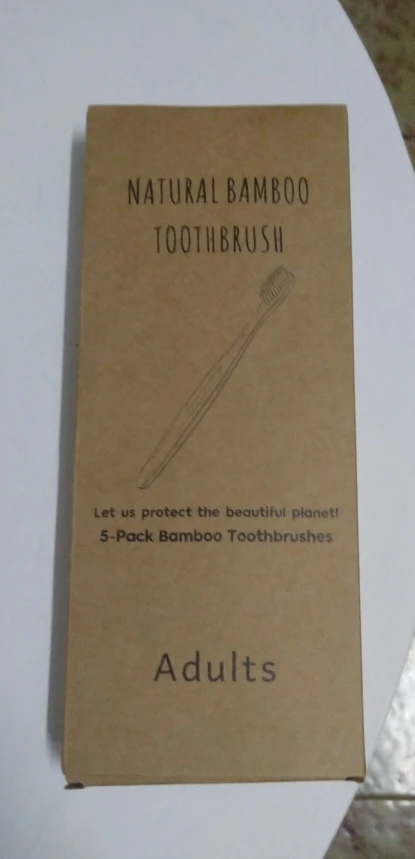 NATURAL BAMBOO
TOOTHBRUSH
Let us protect the beautiful planet!
5-Pack Bamboo Toothbrushes
Adults